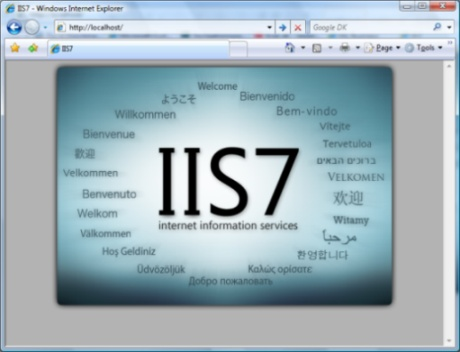 IIS7 - Windows Internet Explorer
http://localhost/
Google DK
IIS7
Page
Tools
Welcome
ようこそ
Bienvenido
Willkommen
Bem-vindo
Vítejte
Bienvenue
Tervetuloa
歡迎
ברוכים הבאים
Velkommen
VELKOMEN
Benvenuto
欢迎
Welkom
Witamy
Välkommen
مرحباً
Hoş Geldiniz
환영합니다
Üdvözöljük
Καλώς ορίσατε
Добро пожаловать
IIS7
internet information services